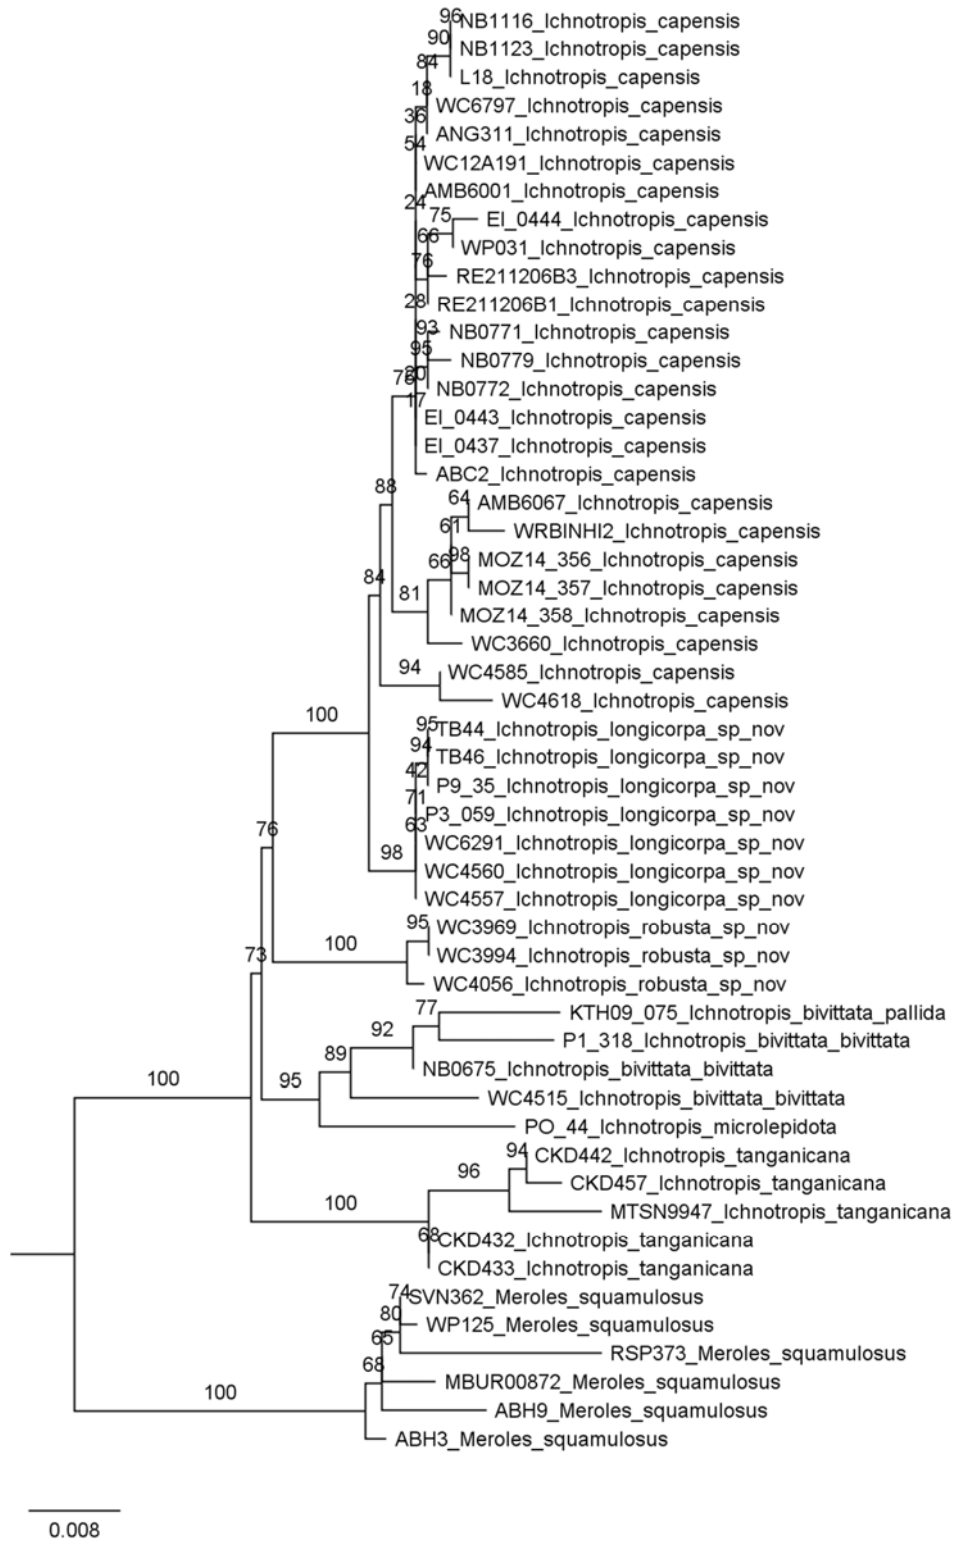 96
NB1116_Ichnotropis_capensis
90
NB1123_Ichnotropis_capensis
84
L18_Ichnotropis_capensis
18
WC6797_Ichnotropis_capensis
36
ANG311_Ichnotropis_capensis
54
WC12A191_Ichnotropis_capensis
AMB6001_Ichnotropis_capensis
24
75
EI_0444_Ichnotropis_capensis
66
WP031_Ichnotropis_capensis
76
RE211206B3_Ichnotropis_capensis
28
RE211206B1_Ichnotropis_capensis
93
NB0771_Ichnotropis_capensis
95
NB0779_Ichnotropis_capensis
20
NB0772_Ichnotropis_capensis
17
EI_0443_Ichnotropis_capensis
EI_0437_Ichnotropis_capensis
ABC2_Ichnotropis_capensis
88
64
AMB6067_Ichnotropis_capensis
61
WRBINHI2_Ichnotropis_capensis
66
98
MOZ14_356_Ichnotropis_capensis
84
81
MOZ14_357_Ichnotropis_capensis
MOZ14_358_Ichnotropis_capensis
WC3660_Ichnotropis_capensis
94
WC4585_Ichnotropis_capensis
WC4618_Ichnotropis_capensis
100
95
TB44_Ichnotropis_longicorpa_sp_nov
94
TB46_Ichnotropis_longicorpa_sp_nov
42
P9_35_Ichnotropis_longicorpa_sp_nov
71
P3_059_Ichnotropis_longicorpa_sp_nov
63
76
WC6291_Ichnotropis_longicorpa_sp_nov
98
WC4560_Ichnotropis_longicorpa_sp_nov
WC4557_Ichnotropis_longicorpa_sp_nov
95
WC3969_Ichnotropis_robusta_sp_nov
73
100
WC3994_Ichnotropis_robusta_sp_nov
WC4056_Ichnotropis_robusta_sp_nov
77
KTH09_075_Ichnotropis_bivittata_pallida
92
P1_318_Ichnotropis_bivittata_bivittata
89
NB0675_Ichnotropis_bivittata_bivittata
100
95
WC4515_Ichnotropis_bivittata_bivittata
PO_44_Ichnotropis_microlepidota
94
CKD442_Ichnotropis_tanganicana
96
CKD457_Ichnotropis_tanganicana
100
MTSN9947_Ichnotropis_tanganicana
68
CKD432_Ichnotropis_tanganicana
CKD433_Ichnotropis_tanganicana
74
SVN362_Meroles_squamulosus
80
WP125_Meroles_squamulosus
65
RSP373_Meroles_squamulosus
68
MBUR00872_Meroles_squamulosus
100
ABH9_Meroles_squamulosus
ABH3_Meroles_squamulosus
0.008